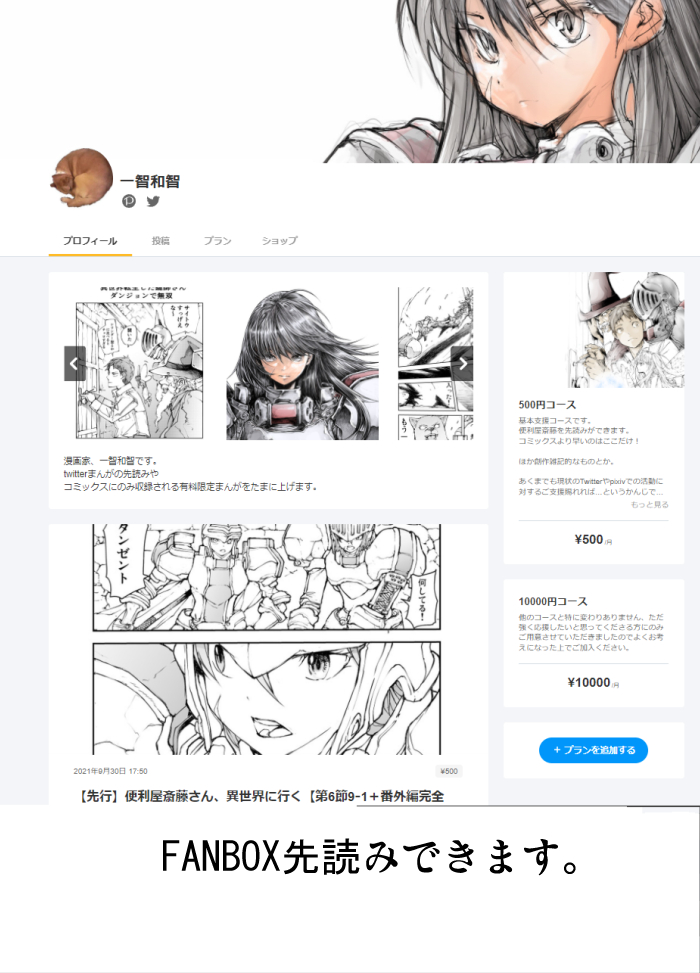 一智和智
プロフィール
投稿
プラン
ショップ
ダンジョンで無双
サイトウ
すっげえ
な〜
漫画家、一智和智です。
twitterまんがの先読みや
コミックスにのみ収録される有料限定まんがをたまに上げます。
500円コース
基本支援コースです。
便利屋斎藤を先読みができます。
コミックスより早いのはここだけ！
ほか創作雑記的なものとか。
あくまでも現状のTwitterやpixivでの活動に
対するご支援賜れれば…というかんじで…
もっと見る
¥500 /月
タンゼント
何してる!
10000円コース
他のコースと特に変わりありません、ただ
強く応援したいと思ってくださる方にのみ
ご用意させていただきましたのでよくお考
えになった上でご加入ください。
¥10000 /月
+ プランを追加する
2021年9月30日 17:50
¥500
【先行】便利屋斎藤さん、異世界に行く【第6節9-1＋番外編完全
FANBOX先読みできます。